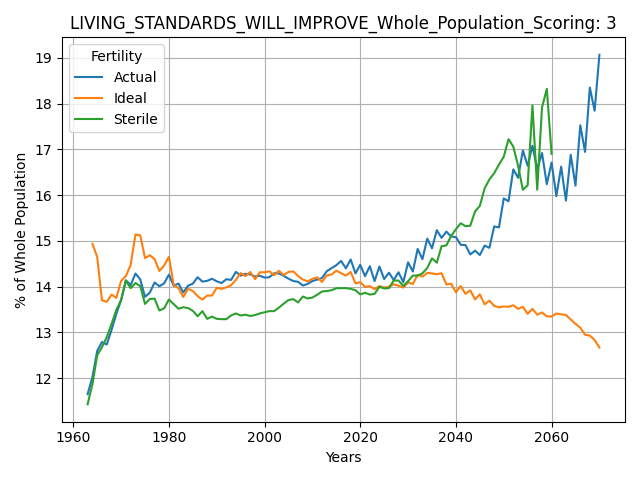 LIVING_STANDARDS_WILL_IMPROVE_Whole_Population_Scoring: 3
Fertility
Actual
Ideal
Sterile
% of Whole Population
19
18
17
16
15
14
13
12
1960
1980
2000
2020
2040
2060
Years